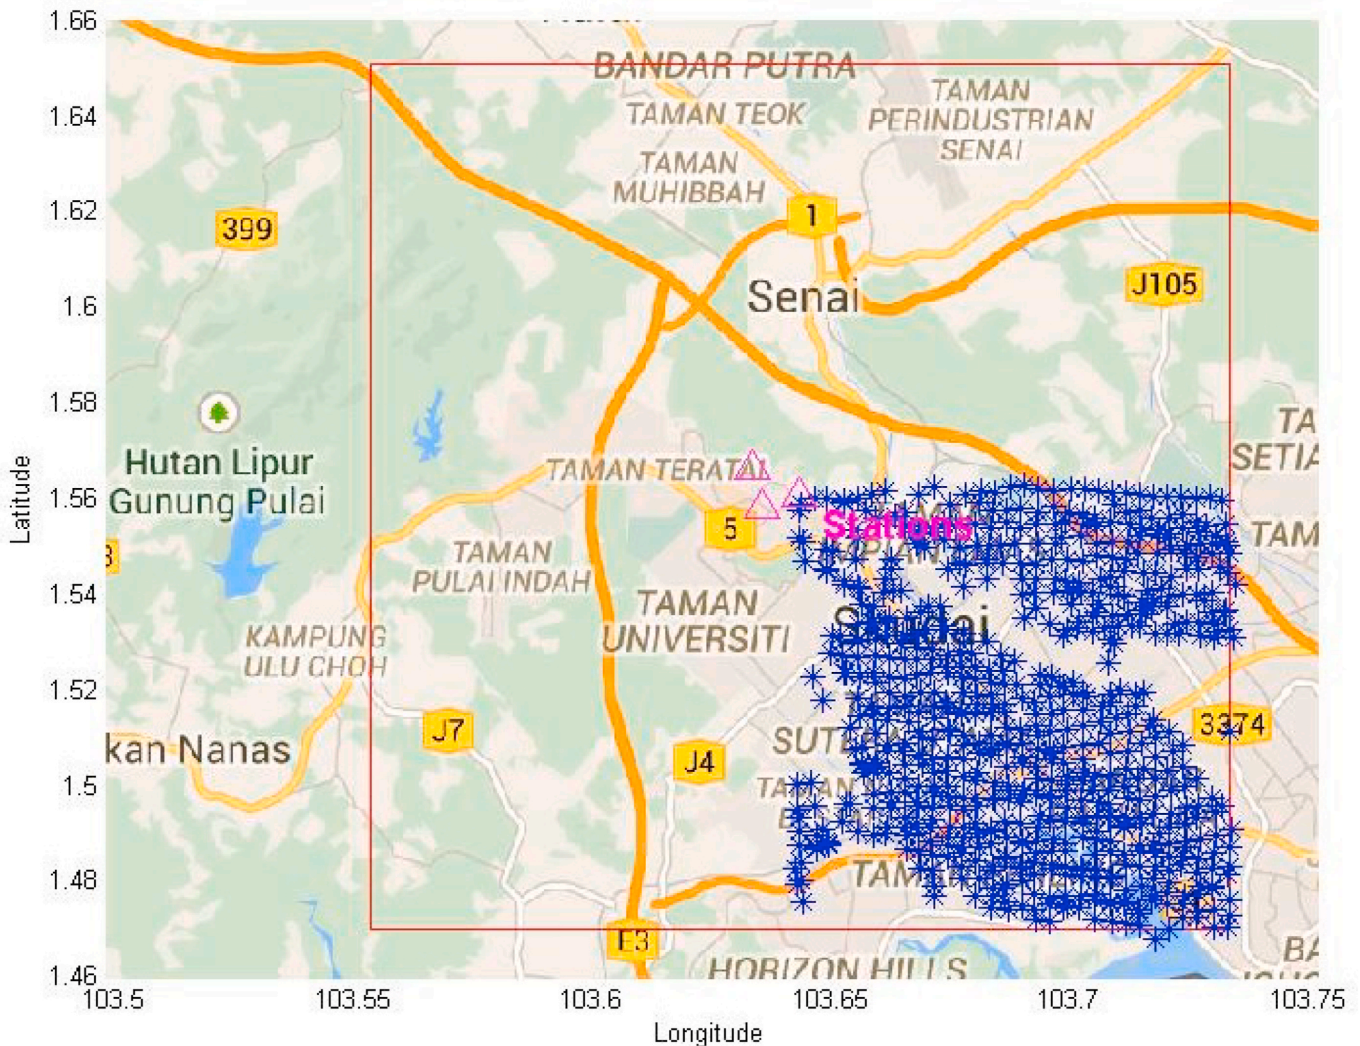 1.66
BANDAR PUTRA
TAMAN TEOK
TAMAN
PERINDUSTRIAN
SENAI
1.64
TAMAN
MUHIBBAH
1.62
1
399
J105
1.6
Senai
1.58
TA
SETIA
Hutan Lipur
Gunung Pulai
TAMAN TERATAI
1.56
Latitude
5
Stations
TAM
TAMAN
PULAI INDAH
1.54
TAMAN
UNIVERSITI
Skudai
KAMPUNG
ULU CHOH
1.52
J7
3374
kan Nanas
J4
1.5
1.48
E3
HORIZON HILLS
BA
1.46
103.5
103.55
103.6
103.65
103.7
103.75
Longitude